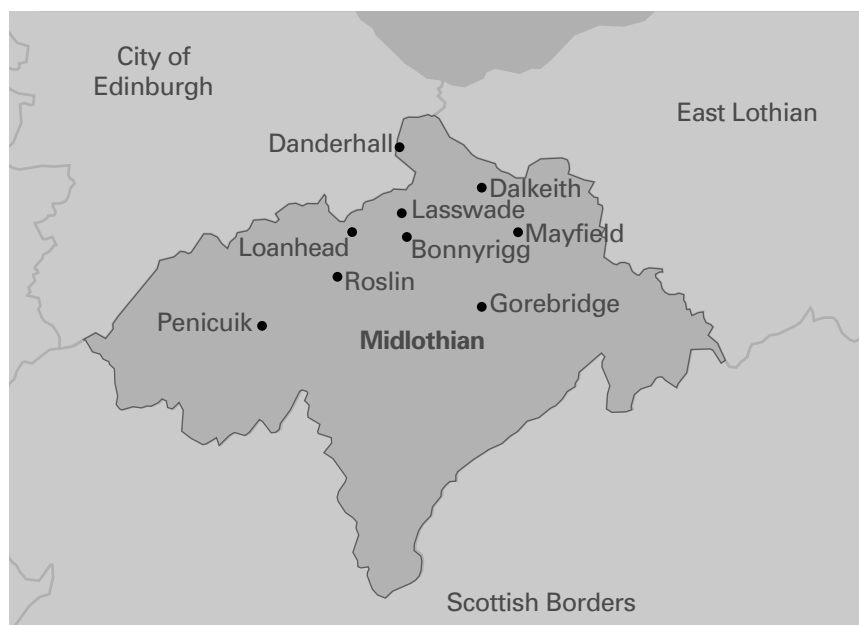 City of
Edinburgh
East Lothian
Danderhall
Dalkeith
Lasswade
Mayfield
Loanhead
Bonnyrigg
Roslin
Gorebridge
Penicuik
Midlothian
Scottish Borders